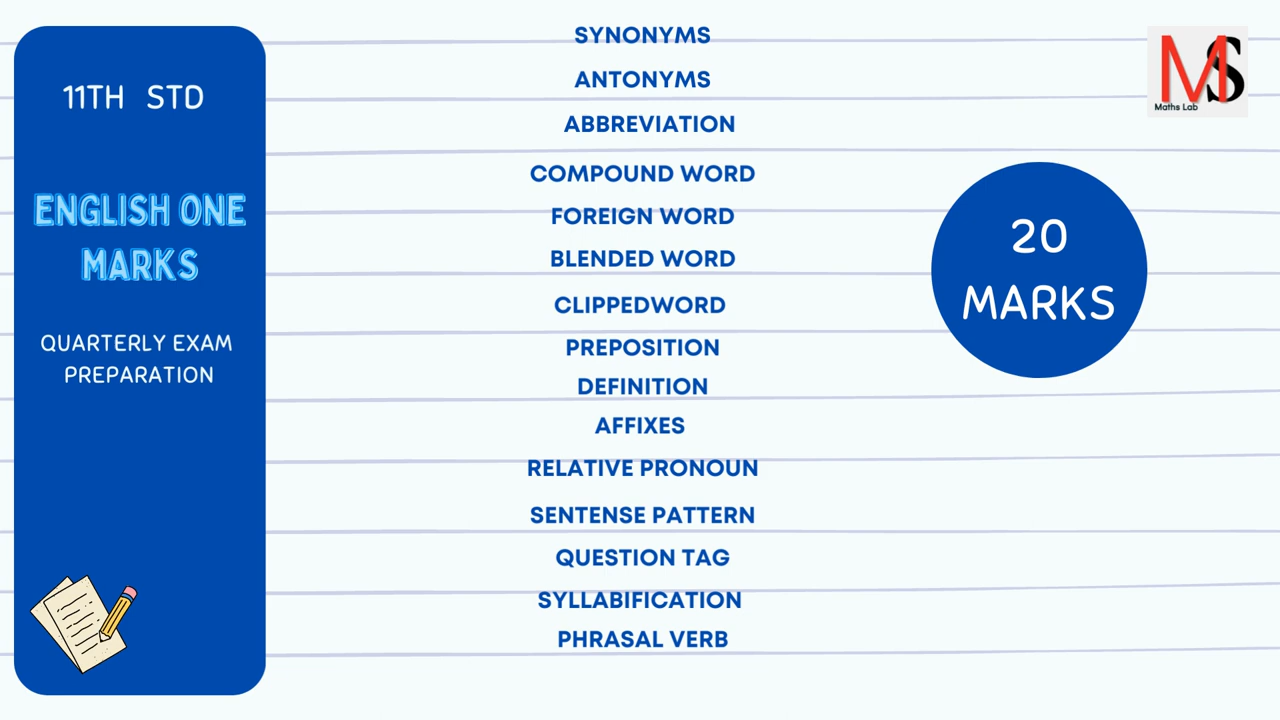 11TH STD
ENGLISH ONE
MARKS
QUARTERLY EXAM
PREPARATION
SYNONYMS
ANTONYMS
ABBREVIATION
COMPOUND WORD
FOREIGN WORD
BLENDED WORD
CLIPPEDWORD
PREPOSITION
DEFINITION
AFFIXES
RELATIVE PRONOUN
SENTENSE PATTERN
QUESTION TAG
SYLLABIFICATION
PHRASAL VERB
MS
Maths Lab
20
MARKS